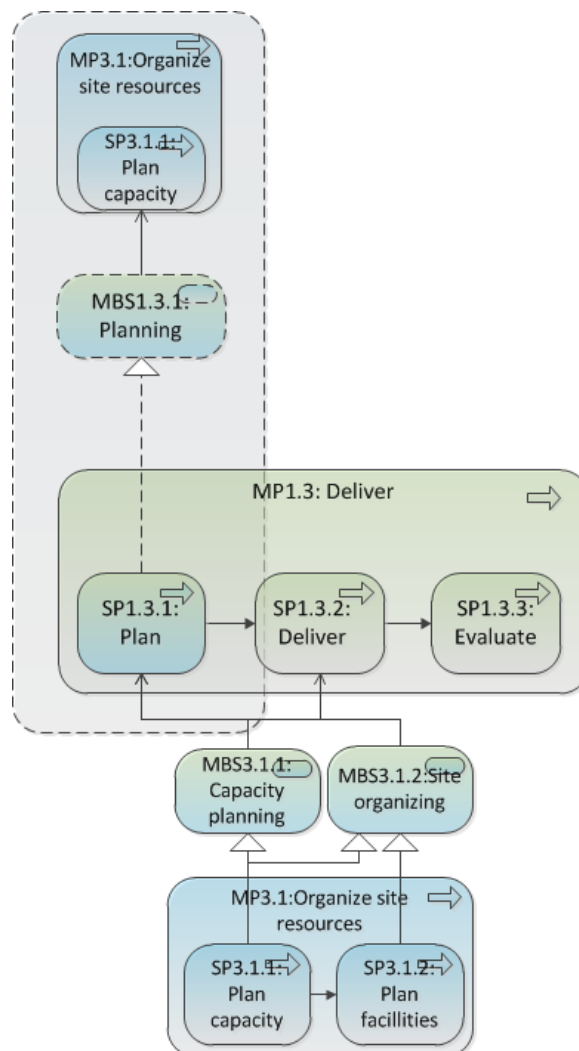 MP3.1:Organize
site resources
SP3.1.1:
Plan
capacity
MBS1.3.1:
Planning
MP1.3: Deliver
SP1.3.1:
Plan
SP1.3.2:
Deliver
SP1.3.3:
Evaluate
MBS3.1.1:
Capacity
planning
MBS3.1.2:Site
organizing
MP3.1:Organize site
resources
SP3.1.1:
Plan
capacity
SP3.1.2:
Plan
facillities